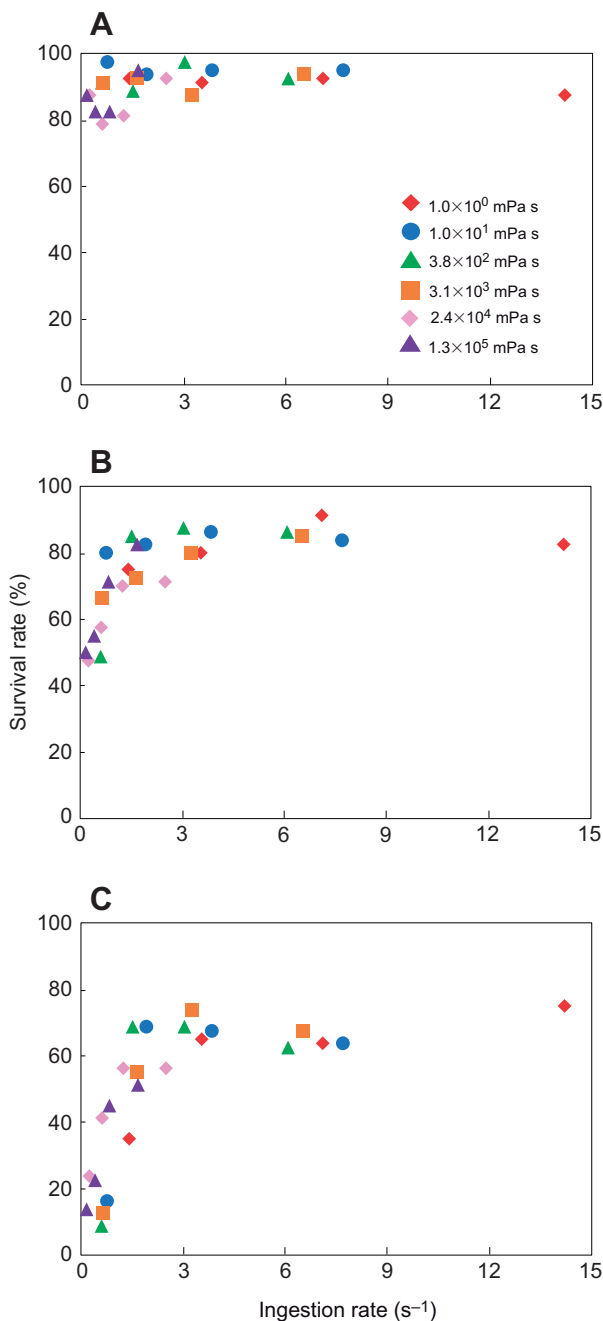 A
100
80
60
40
20
0
1.0×10⁰ mPa s
1.0×10¹ mPa s
3.8×10² mPa s
3.1×10³ mPa s
2.4×10⁴ mPa s
1.3×10⁵ mPa s
0 3 6 9 12 15
B
Survival rate (%)
100
80
60
40
20
0
0 3 6 9 12 15
C
100
80
60
40
20
0
0 3 6 9 12 15
Ingestion rate (s⁻¹)